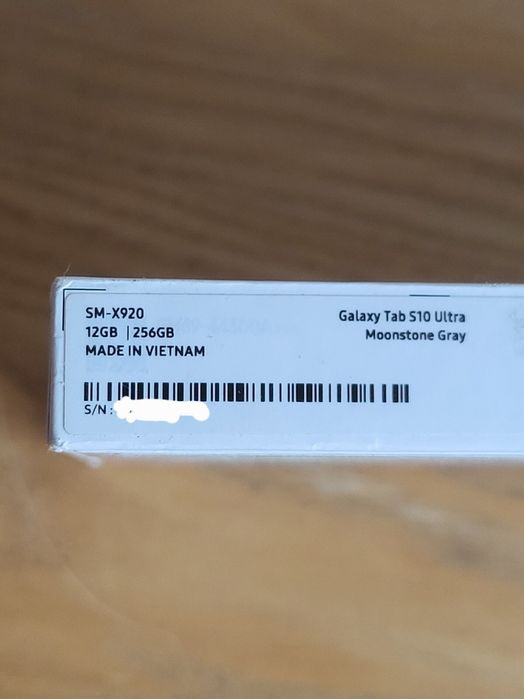 SM-X920
12GB | 256GB
MADE IN VIETNAM
Galaxy Tab S10 Ultra
Moonstone Gray
S/N :